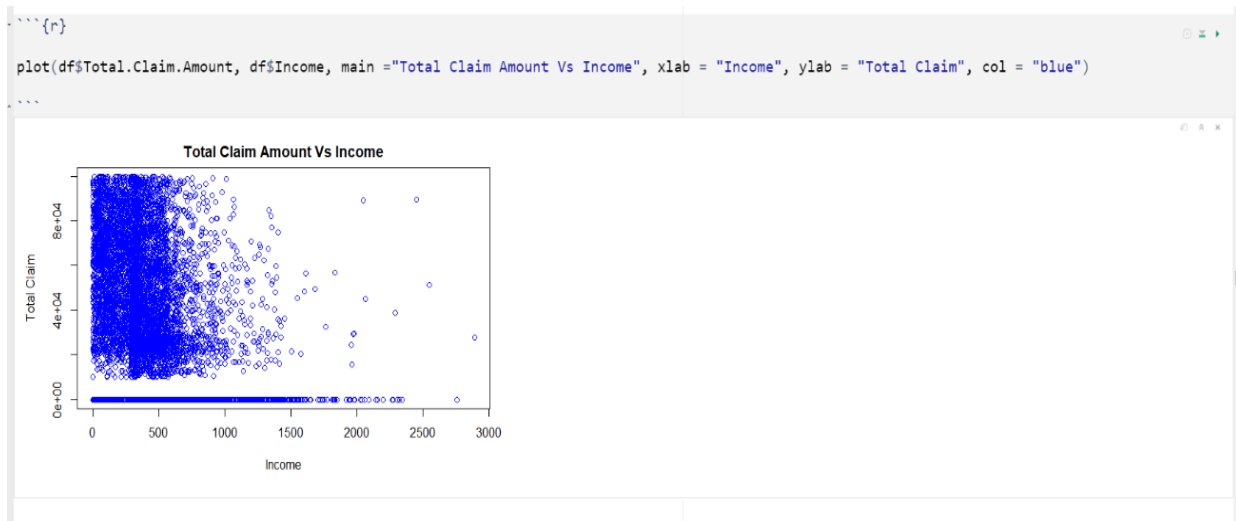 ```{r}
plot(df$Total.Claim.Amount, df$Income, main ="Total Claim Amount Vs Income", xlab = "Income", ylab = "Total Claim", col = "blue")
```
Total Claim Amount Vs Income
Total Claim
8e+04
4e+04
0e+00
0 500 1000 1500 2000 2500 3000
Income